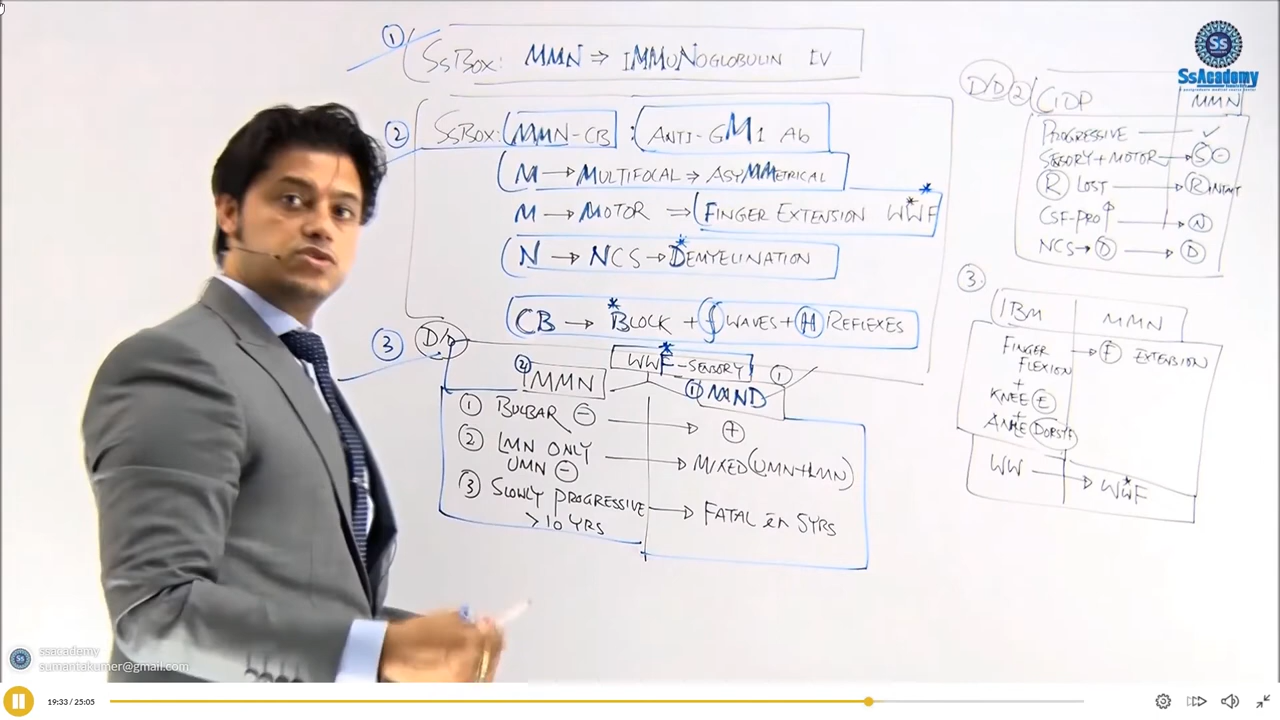 ① SsBox: MMN ⇒ IMMUNOGLOBULIN IV
② SsBox: MMN-CB : ANTI-GM1 Ab
M → MULTIFOCAL → ASYMMETRICAL
M → MOTOR ⇒ FINGER EXTENSION WWF
N → NCS → DEMYELINATION
CB → BLOCK + f WAVES + H REFLEXES
③ D/D WWF-SENSORY
② MMN ① MND
① BULBAR ⊖ → ⊕
② LMN ONLY → MIXED (UMN+LMN)
UMN ⊖
③ SLOWLY PROGRESSIVE → FATAL in 5YRS
>10 YRS
D/D ② CIDP MMN
PROGRESSIVE — ✓
SENSORY + MOTOR → S ⊖
R LOST → R INTACT
CSF-PRO ↑ → N
NCS → D → D
3. IBM MMN
FINGER FLEXION → F EXTENSION
+
KNEE E
+
ANKLE DORSIF
WW → WWF
Ss
SsAcademy
ssacademy
sumantakumer@gmail.com
19:33 / 25:05